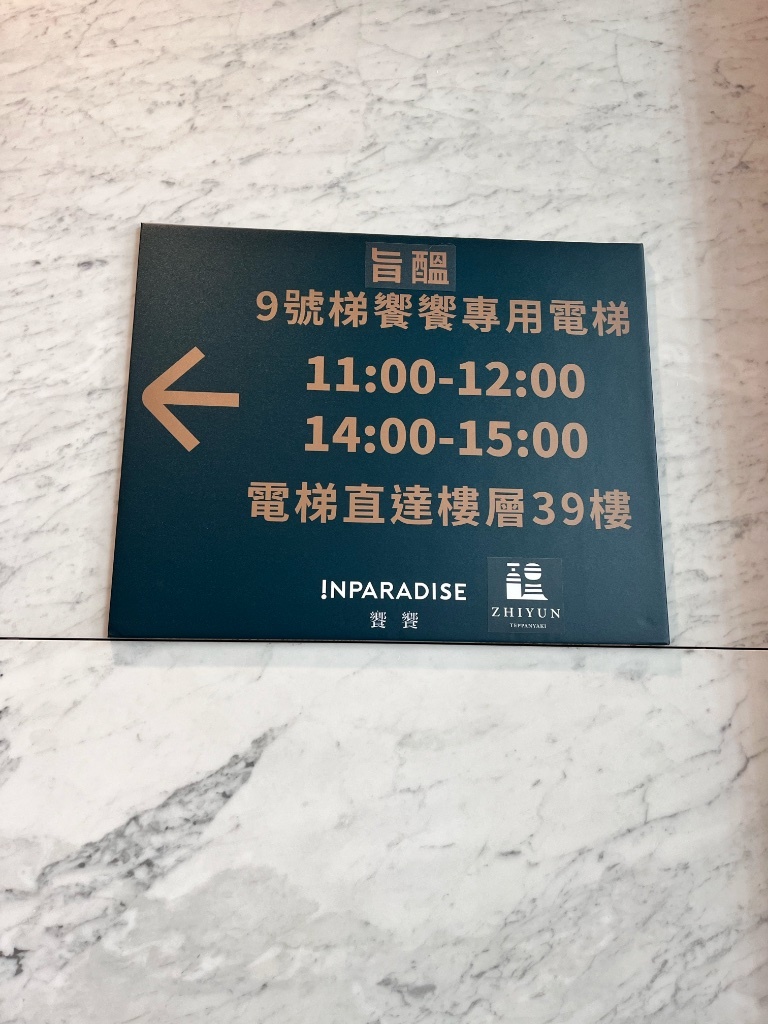 旨醞
9號梯饗饗專用電梯
11:00-12:00
14:00-15:00
電梯直達樓層39樓
INPARADISE
饗 饗
ZHIYUN
TEPPANYAKI